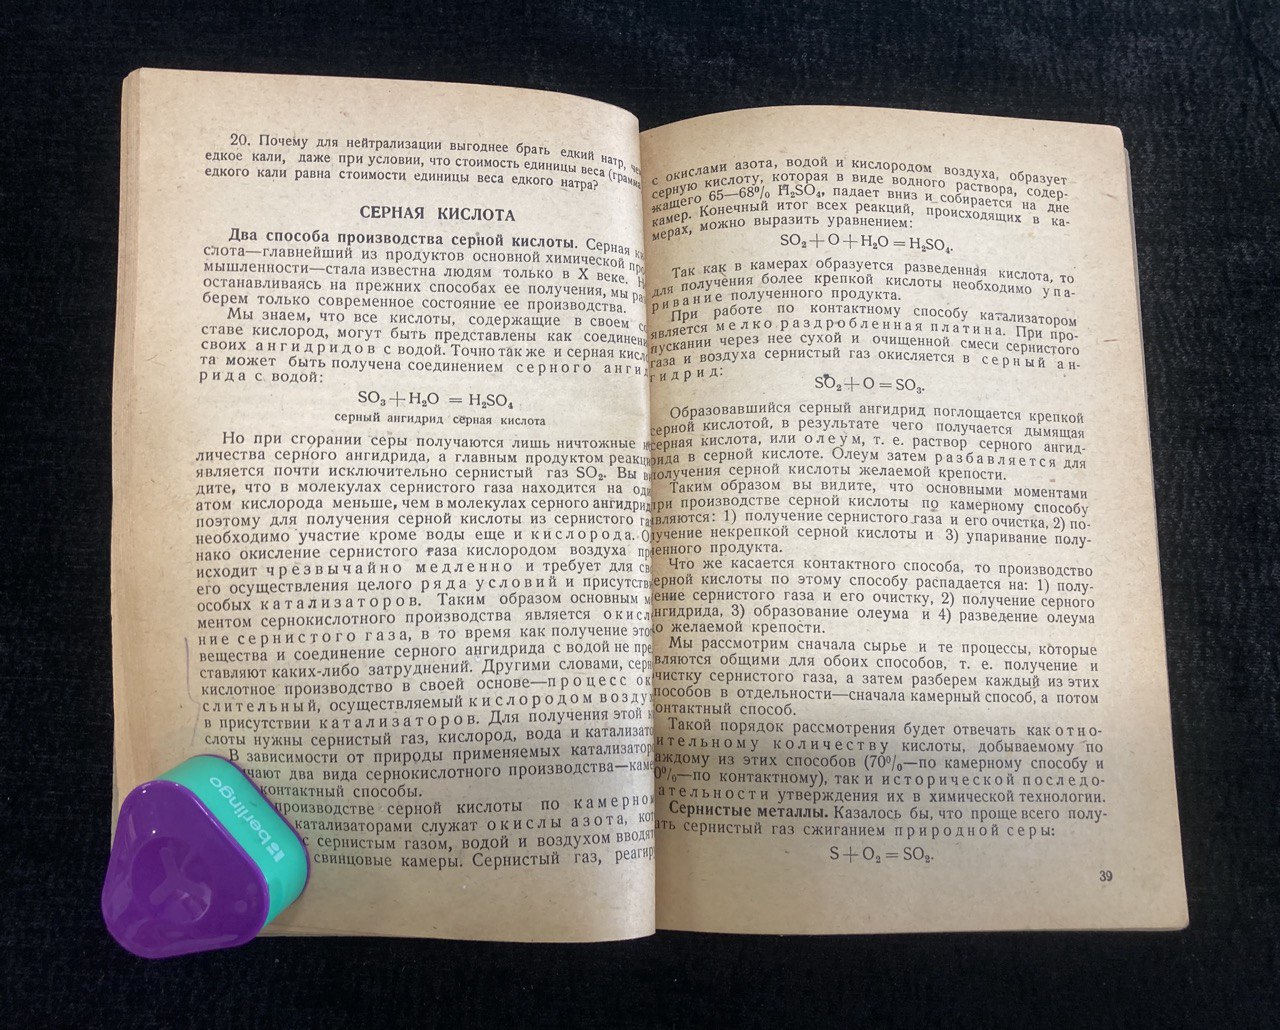 20. Почему для нейтрализации выгоднее брать едкий натр,
едкое кали, даже при условии, что стоимость единицы веса (грамма
едкого кали равна стоимости единицы веса едкого натра?
СЕРНАЯ КИСЛОТА
Два способа производства серной кислоты. Серная
слота—главнейший из продуктов основной химической
мышленности—стала известна людям только в X веке.
останавливаясь на прежних способах ее получения, мы
берем только современное состояние ее производства.
Мы знаем, что все кислоты, содержащие в своем
ставе кислород, могут быть представлены как
своих ангидридов с водой. Точно так же и серная
та может быть получена соединением серного
рида с водой:
SO₃ + H₂O = H₂SO₄
серный ангидрид серная кислота
Но при сгорании серы получаются лишь ничтожные
личества серного ангидрида, а главным продуктом
является почти исключительно сернистый газ SO₂. Вы
дите, что в молекулах сернистого газа находится на
атом кислорода меньше, чем в молекулах серного
поэтому для получения серной кислоты из сернистого
необходимо участие кроме воды еще и кислорода.
нако окисление сернистого газа кислородом воздуха
исходит чрезвычайно медленно и требует для
его осуществления целого ряда условий и
особых катализаторов. Таким образом основным
ментом сернокислотного производства является
ние сернистого газа, в то время как получение
вещества и соединение серного ангидрида с водой не
ставляют каких-либо затруднений. Другими словами,
кислотное производство в своей основе—процесс
слительный, осуществляемый кислородом
в присутствии катализаторов. Для получения этой
слоты нужны сернистый газ, кислород, вода и
В зависимости от природы применяемых
два вида сернокислотного производства—
контактный способы.
производстве серной кислоты по
катализаторами служат окислы азота,
с сернистым газом, водой и воздухом
свинцовые камеры. Сернистый газ,
berlingo
с окислами азота, водой и кислородом воздуха, образует
серную кислоту, которая в виде водного раствора, содер-
жащего 65—68% H₂SO₄, падает вниз и собирается на дне
камер. Конечный итог всех реакций, происходящих в ка-
мерах, можно выразить уравнением:
SO₂ + O + H₂O = H₂SO₄.
Так как в камерах образуется разведенная кислота, то
для получения более крепкой кислоты необходимо упа-
ривание полученного продукта.
При работе по контактному способу катализатором
является мелко раздробленная платина. При про-
пускании через нее сухой и очищенной смеси сернистого
газа и воздуха сернистый газ окисляется в серный ан-
гидрид:
SO₂ + O = SO₃.
Образовавшийся серный ангидрид поглощается крепкой
серной кислотой, в результате чего получается дымящая
серная кислота, или олеум, т. е. раствор серного ангид-
рида в серной кислоте. Олеум затем разбавляется для
получения серной кислоты желаемой крепости.
Таким образом вы видите, что основными моментами
при производстве серной кислоты по камерному способу
являются: 1) получение сернистого газа и его очистка, 2) по-
лучение некрепкой серной кислоты и 3) упаривание полу-
ченного продукта.
Что же касается контактного способа, то производство
серной кислоты по этому способу распадается на: 1) полу-
чение сернистого газа и его очистку, 2) получение серного
ангидрида, 3) образование олеума и 4) разведение олеума
до желаемой крепости.
Мы рассмотрим сначала сырье и те процессы, которые
являются общими для обоих способов, т. е. получение и
очистку сернистого газа, а затем разберем каждый из этих
способов в отдельности—сначала камерный способ, а потом
контактный способ.
Такой порядок рассмотрения будет отвечать как отно-
сительному количеству кислоты, добываемому по
каждому из этих способов (70%—по камерному способу и
0%—по контактному), так и исторической последо-
вательности утверждения их в химической технологии.
Сернистые металлы. Казалось бы, что проще всего полу-
чать сернистый газ сжиганием природной серы:
S + O₂ = SO₂.
39